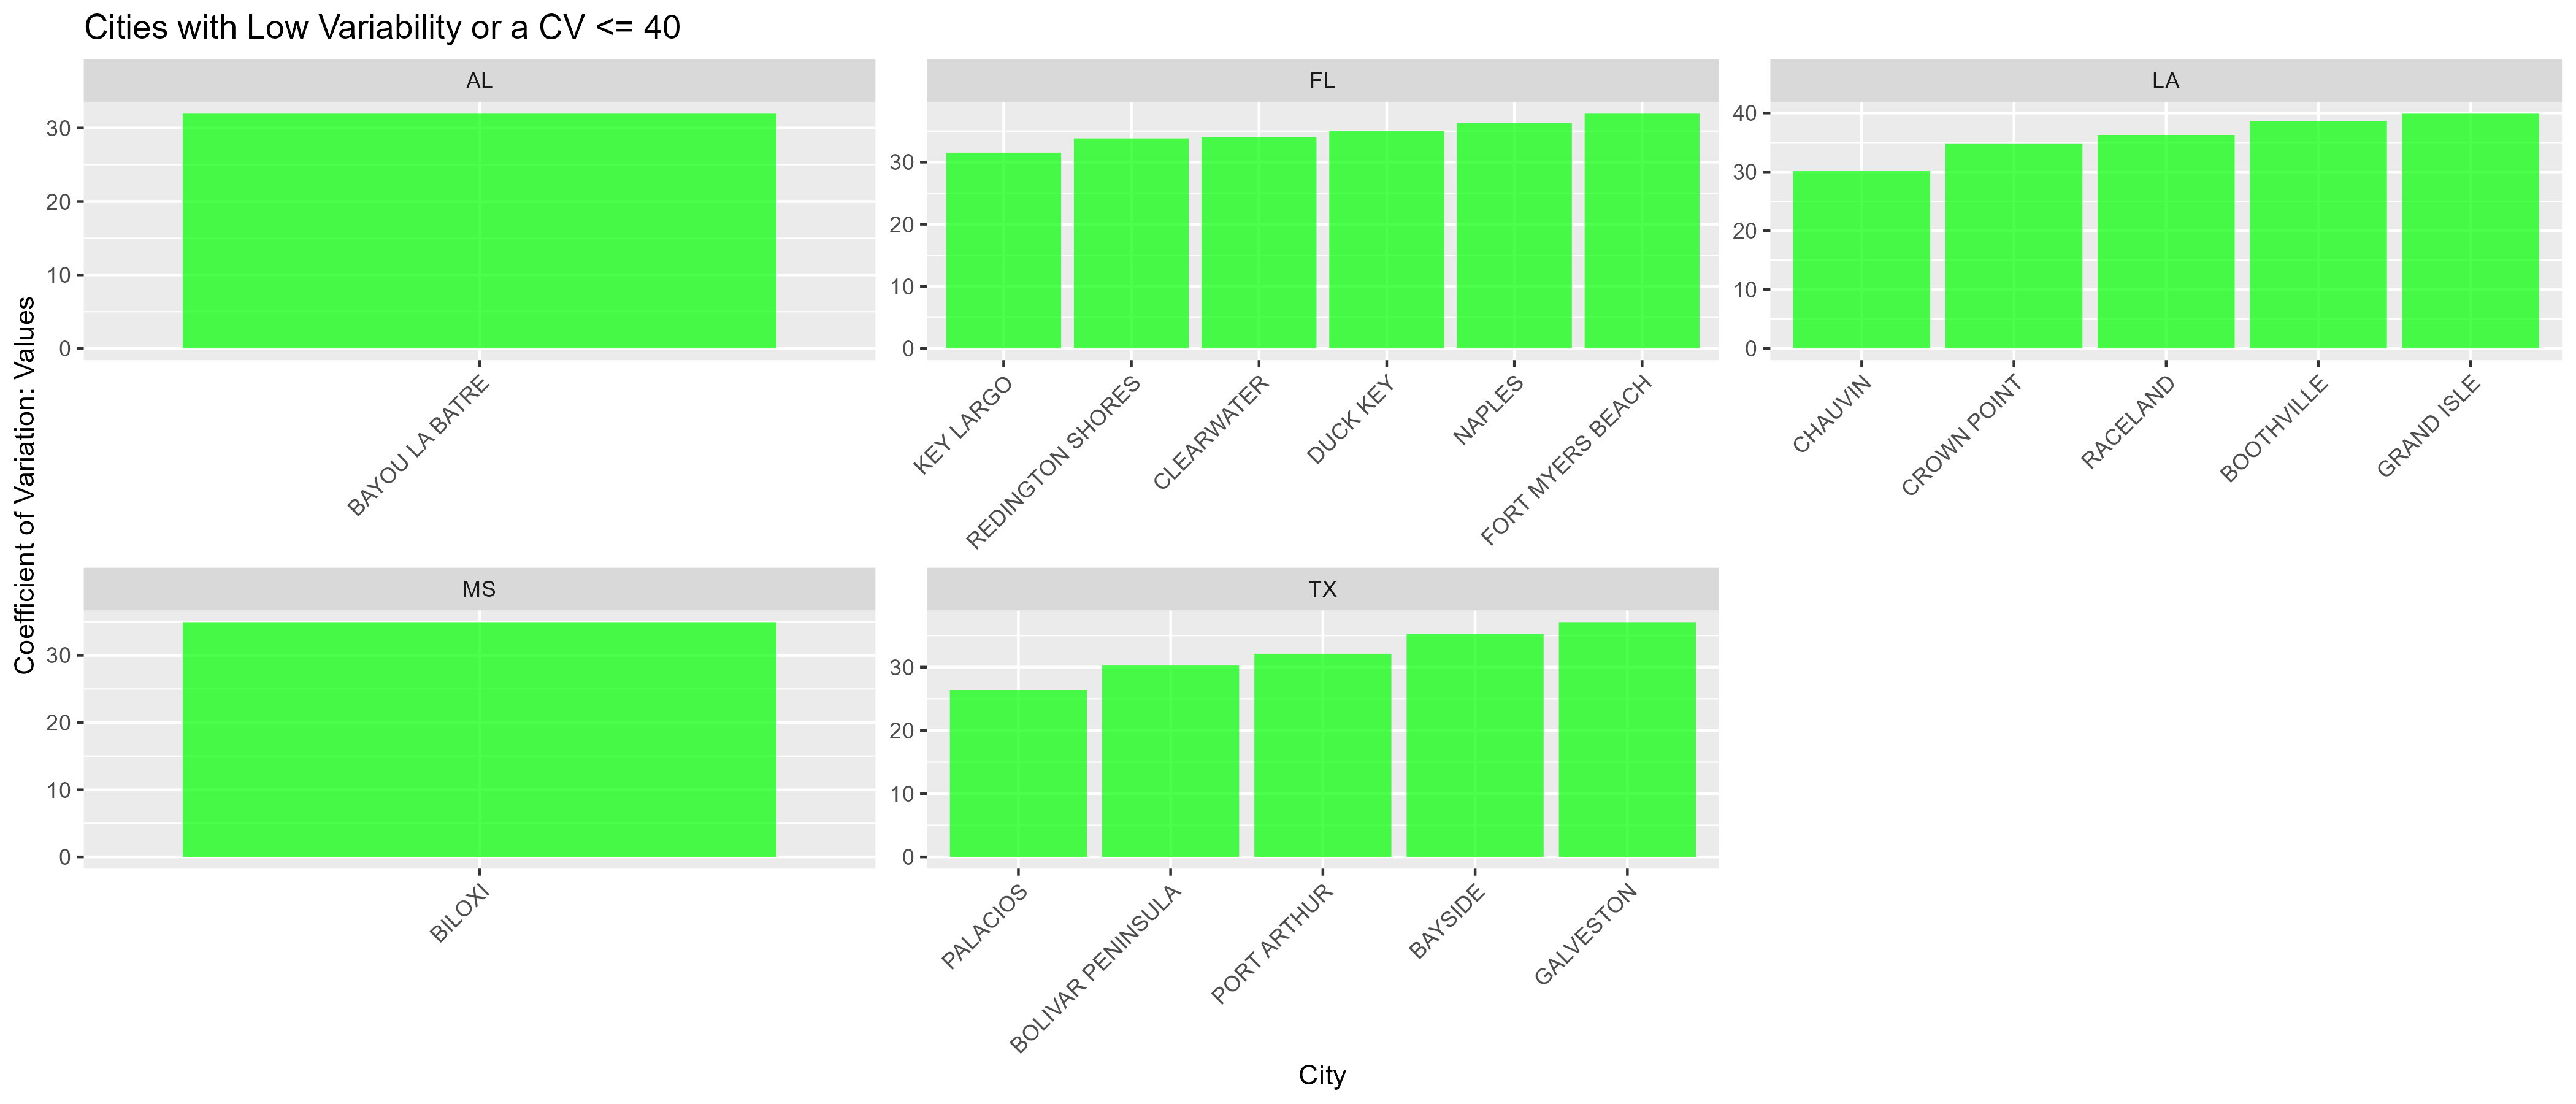 Cities with Low Variability or a CV <= 40
Coefficient of Variation: Values
AL
30
20
10
0
BAYOU LA BATRE
FL
30
20
10
0
KEY LARGO
REDINGTON SHORES
CLEARWATER
DUCK KEY
NAPLES
FORT MYERS BEACH
LA
40
30
20
10
0
CHAUVIN
CROWN POINT
RACELAND
BOOTHVILLE
GRAND ISLE
MS
30
20
10
0
BILOXI
TX
30
20
10
0
PALACIOS
BOLIVAR PENINSULA
PORT ARTHUR
BAYSIDE
GALVESTON
City